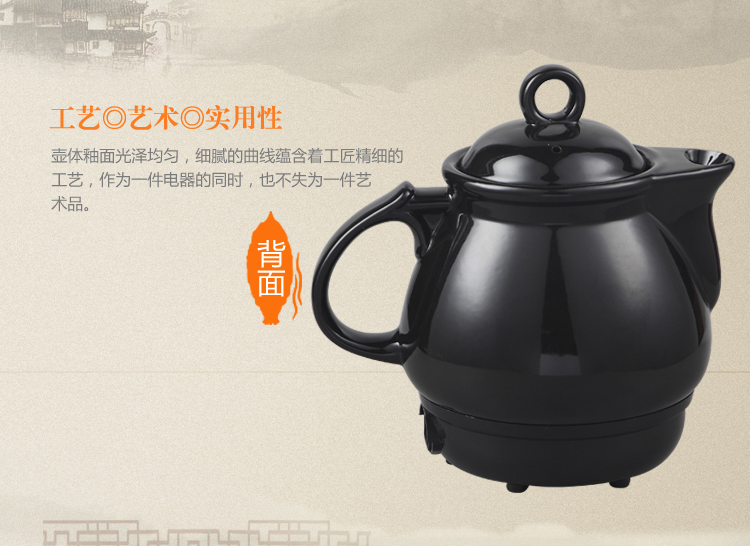 工艺◎艺术◎实用性
壶体釉面光泽均匀，细腻的曲线蕴含着工匠精细的
工艺，作为一件电器的同时，也不失为一件艺
术品。
背面